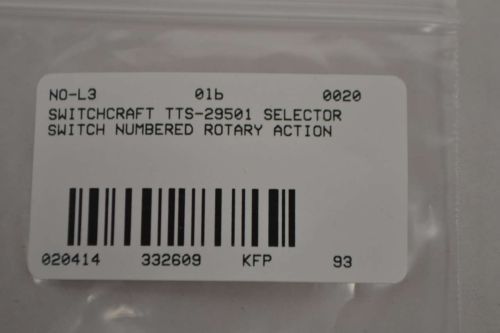 NO-L3 01b 0020
SWITCHCRAFT TTS-29501 SELECTOR
SWITCH NUMBERED ROTARY ACTION
020414 332609 KFP 93